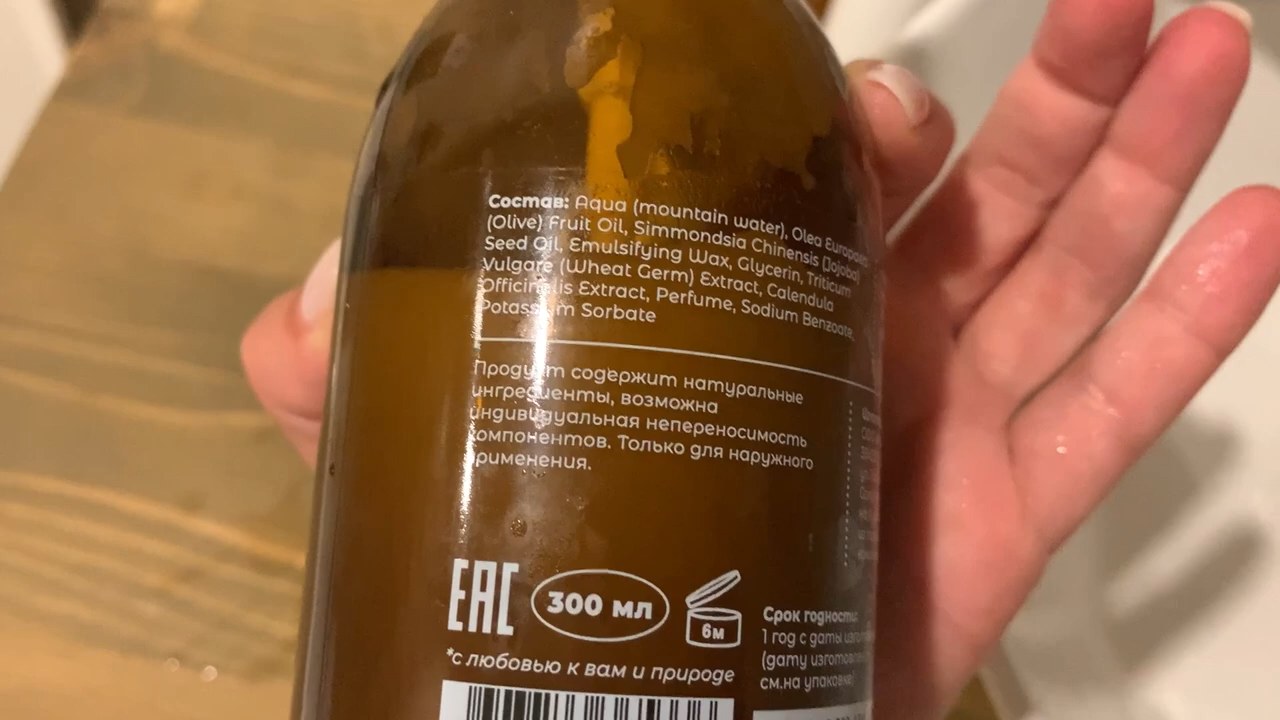 Состав: Aqua (mountain water), Olea Europaea
(Olive) Fruit Oil, Simmondsia Chinensis (Jojoba)
Seed Oil, Emulsifying Wax, Glycerin, Triticum
Vulgare (Wheat Germ) Extract, Calendula
Officinalis Extract, Perfume, Sodium Benzoate,
Potassium Sorbate
Продукт содержит натуральные
ингредиенты, возможна
индивидуальная непереносимость
компонентов. Только для наружного
применения.
EAC
300 мл
6м
*с любовью к вам и природе
Срок годности:
1 год с даты
(дату
см.на упаковке)